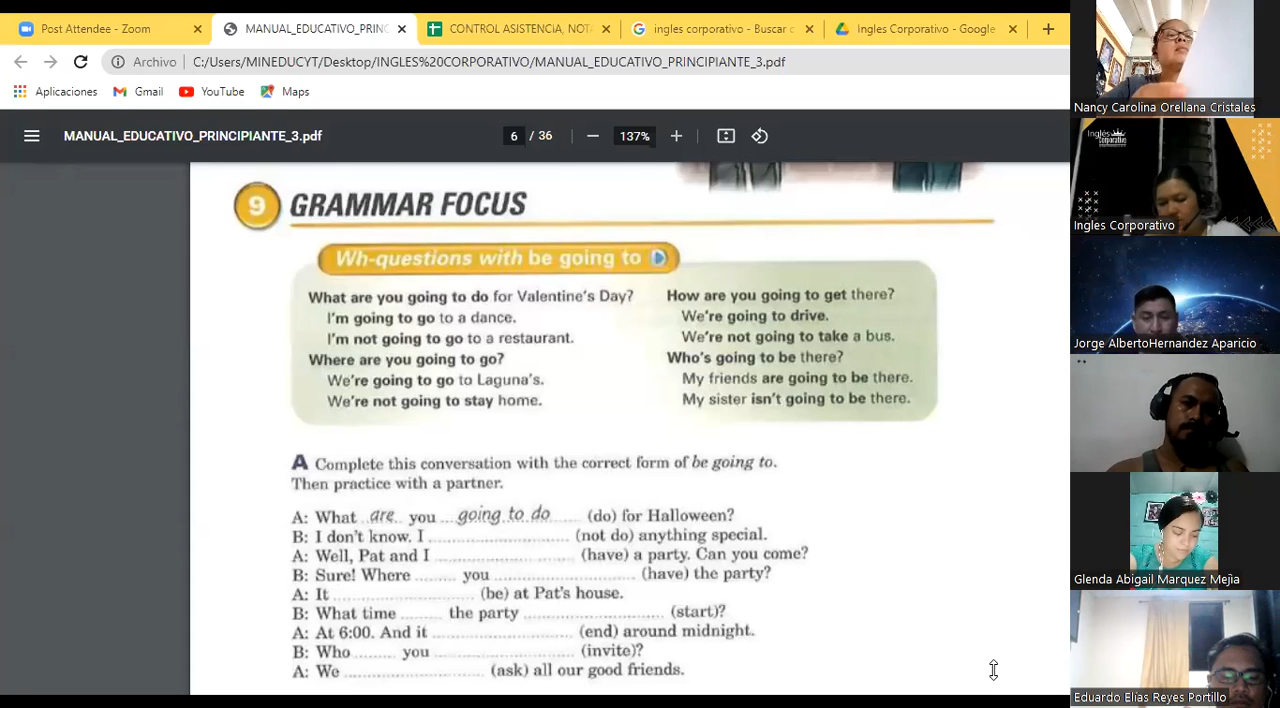 Post Attendee - Zoom
MANUAL_EDUCATIVO_PRINC
CONTROL ASISTENCIA, NOT
ingles corporativo - Buscar c
Ingles Corporativo - Google
Archivo
C:/Users/MINEDUCYT/Desktop/INGLES%20CORPORATIVO/MANUAL_EDUCATIVO_PRINCIPIANTE_3.pdf
Aplicaciones
Gmail
YouTube
Maps
MANUAL_EDUCATIVO_PRINCIPIANTE_3.pdf
6 / 36
137%
9 GRAMMAR FOCUS
Wh-questions with be going to
What are you going to do for Valentine's Day?
I'm going to go to a dance.
I'm not going to go to a restaurant.
Where are you going to go?
We're going to go to Laguna's.
We're not going to stay home.
How are you going to get there?
We're going to drive.
We're not going to take a bus.
Who's going to be there?
My friends are going to be there.
My sister isn't going to be there.
A Complete this conversation with the correct form of be going to.
Then practice with a partner.
A: What are you going to do (do) for Halloween?
B: I don't know. I .............................. (not do) anything special.
A: Well, Pat and I .............................. (have) a party. Can you come?
B: Sure! Where ......... you .............................. (have) the party?
A: It .............................. (be) at Pat's house.
B: What time ......... the party .............................. (start)?
A: At 6:00. And it .............................. (end) around midnight.
B: Who ......... you .............................. (invite)?
A: We .............................. (ask) all our good friends.
Nancy Carolina Orellana Cristales
Inglés
Corporativo
Ingles Corporativo
Jorge AlbertoHernandez Aparicio
Glenda Abigail Marquez Mejia
Eduardo Elías Reyes Portillo